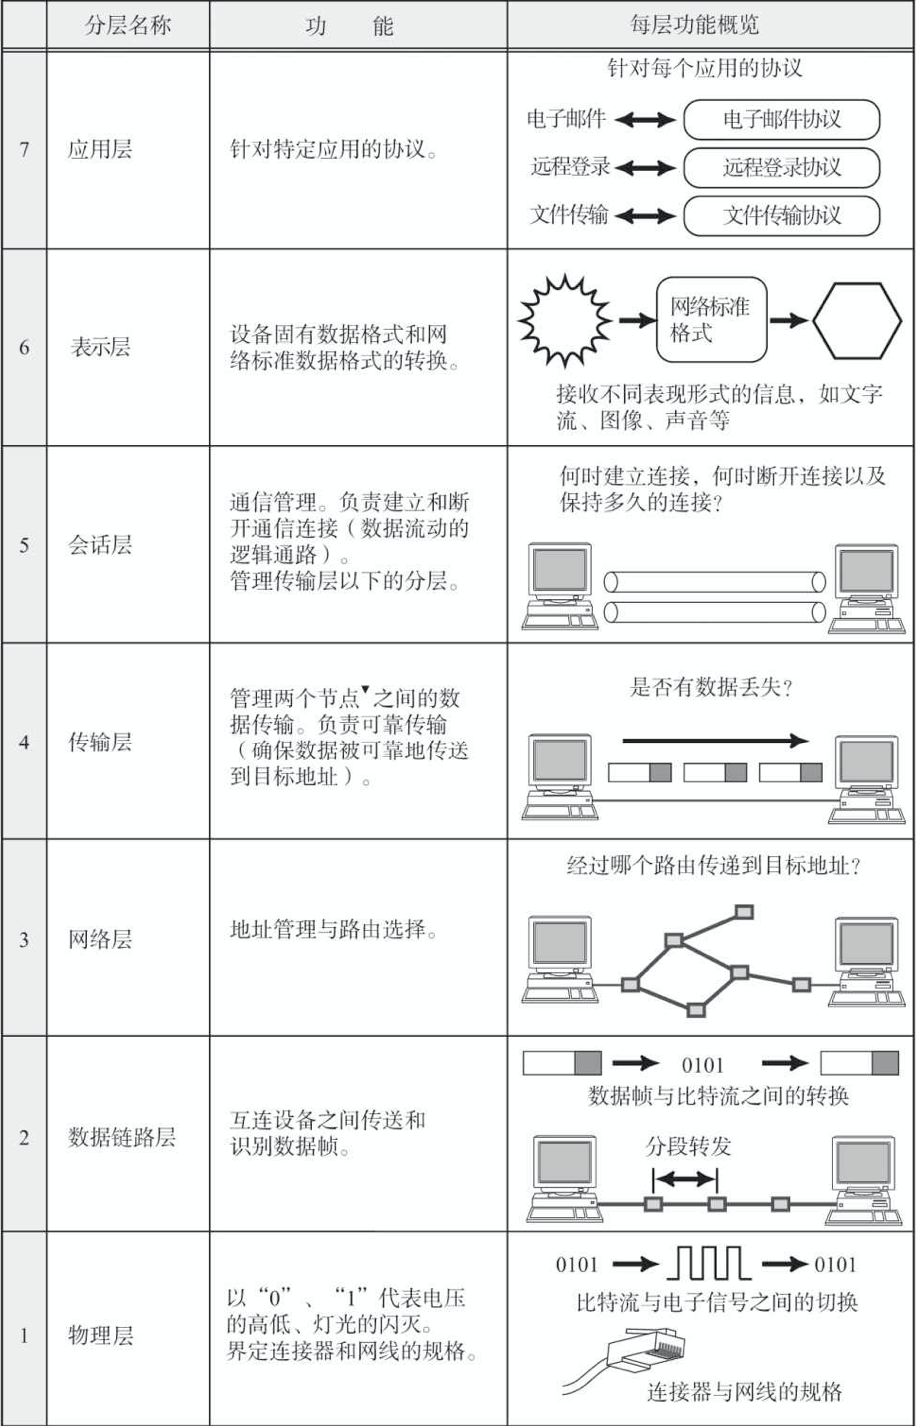 分层名称 功 能 每层功能概览
7 应用层
针对特定应用的协议。
针对每个应用的协议
电子邮件 电子邮件协议
远程登录 远程登录协议
文件传输 文件传输协议
6 表示层
设备固有数据格式和网
络标准数据格式的转换。
网络标准
格式
接收不同表现形式的信息，如文字
流、图像、声音等
5 会话层
通信管理。负责建立和断
开通信连接（数据流动的
逻辑通路）。
管理传输层以下的分层。
何时建立连接，何时断开连接以及
保持多久的连接？
4 传输层
管理两个节点▼之间的数
据传输。负责可靠传输
（确保数据被可靠地传送
到目标地址）。
是否有数据丢失？
3 网络层
地址管理与路由选择。
经过哪个路由传递到目标地址？
2 数据链路层
互连设备之间传送和
识别数据帧。
0101
数据帧与比特流之间的转换
分段转发
1 物理层
以“0”、“1”代表电压
的高低、灯光的闪灭。
界定连接器和网线的规格。
0101 0101
比特流与电子信号之间的切换
连接器与网线的规格